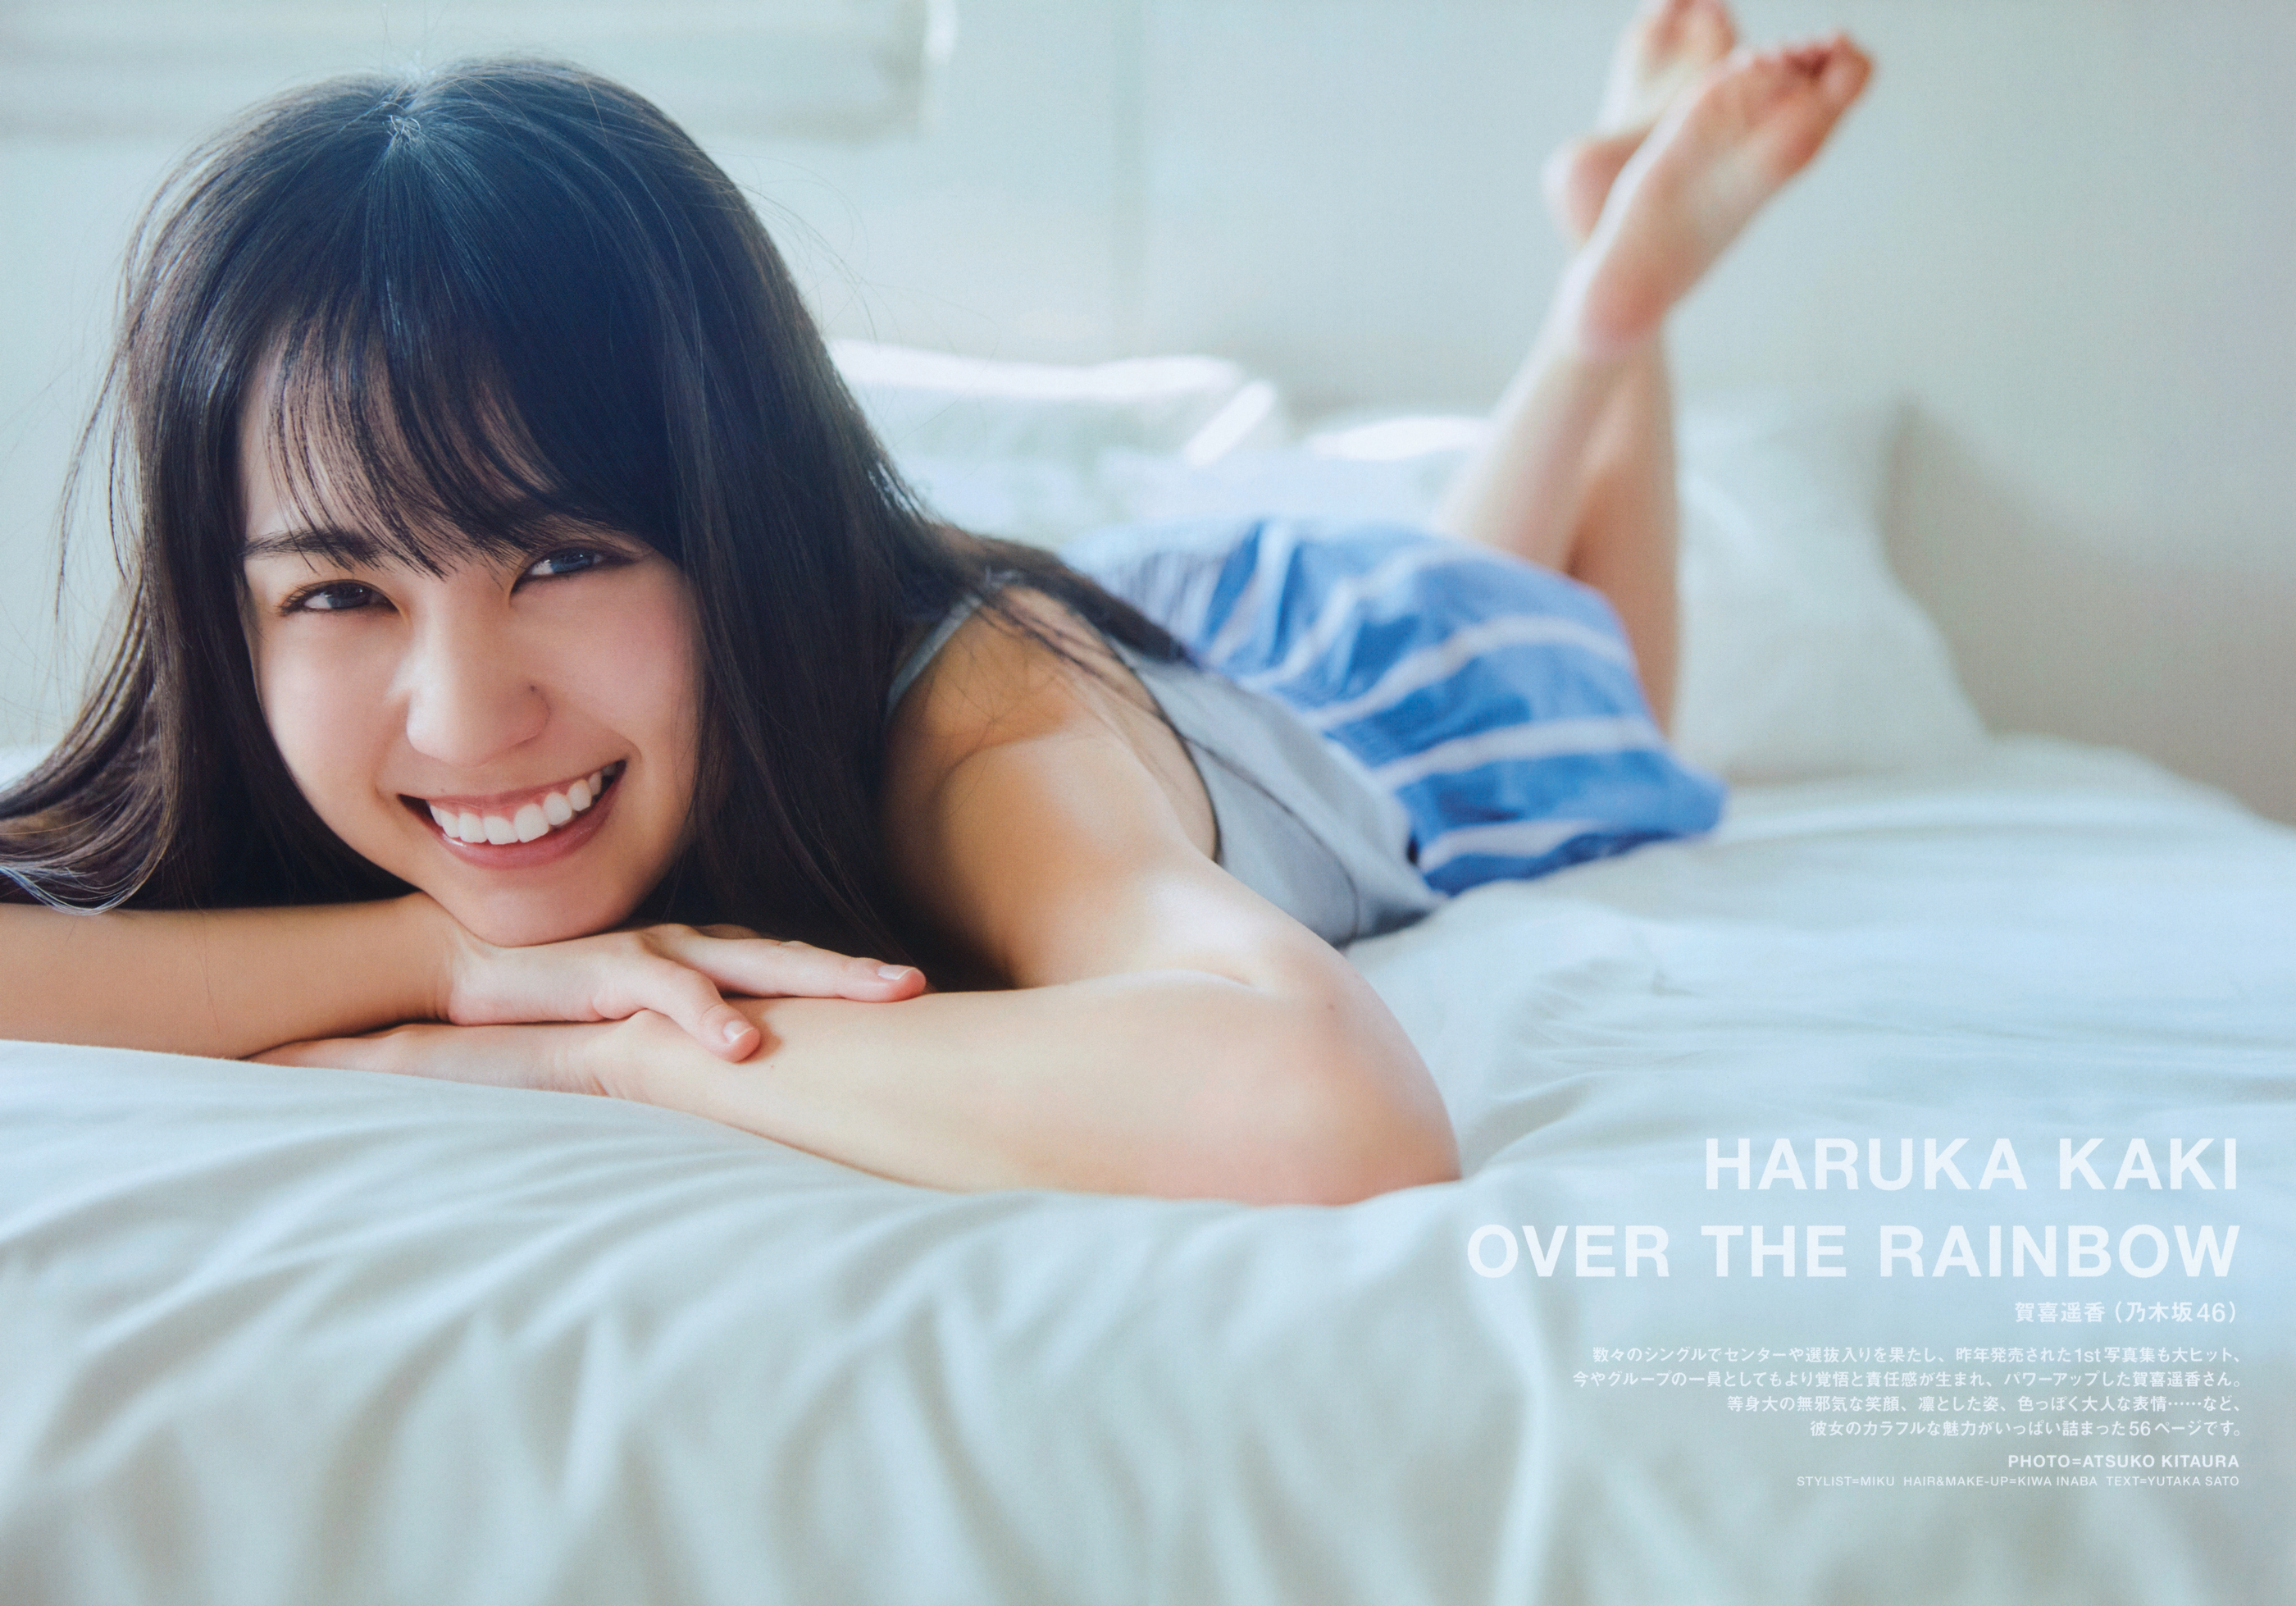 HARUKA KAKI
OVER THE RAINBOW
賀喜遥香（乃木坂46）
数々のシングルでセンターや選抜入りを果たし、昨年発売された1st写真集も大ヒット、
今やグループの一員としてもより覚悟と責任感が生まれ、パワーアップした賀喜遥香さん。
等身大の無邪気な笑顔、凛とした姿、色っぽく大人な表情……など、
彼女のカラフルな魅力がいっぱい詰まった56ページです。
PHOTO=ATSUKO KITAURA
STYLIST=MIKU HAIR&MAKE-UP=KIWA INABA TEXT=YUTAKA SATO